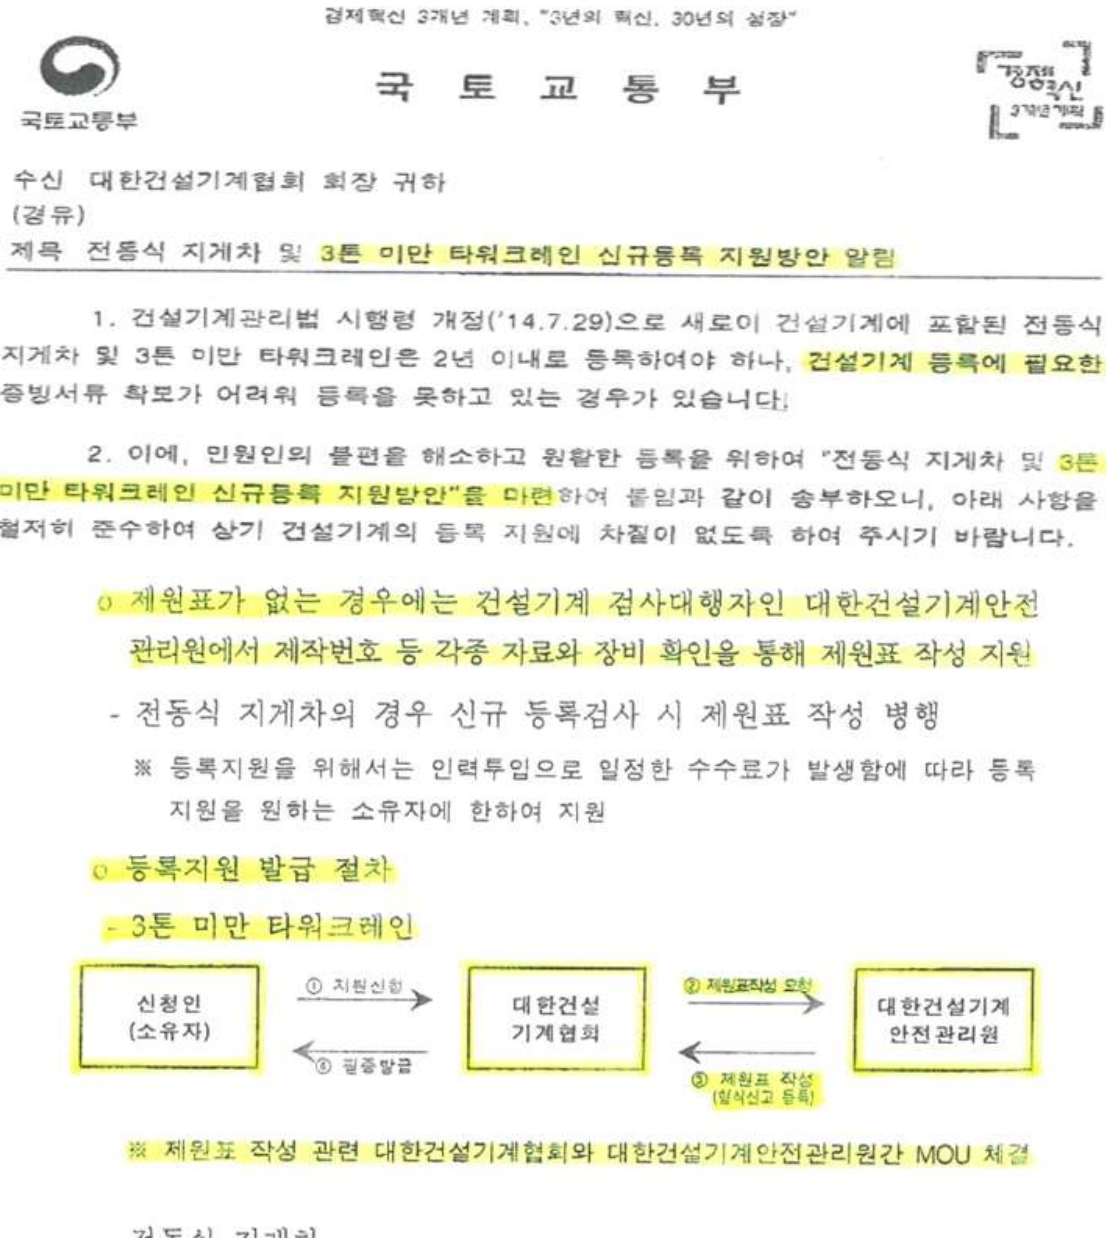 경제혁신 3개년 계획, "3년의 혁신, 30년의 성장"
국토교통부
국 토 교 통 부
경제혁신
3개년 계획
수신 대한건설기계협회 회장 귀하
(경유)
제목 전동식 지게차 및 3톤 미만 타워크레인 신규등록 지원방안 알림
1. 건설기계관리법 시행령 개정('14.7.29)으로 새로이 건설기계에 포함된 전동식
지게차 및 3톤 미만 타워크레인은 2년 이내로 등록하여야 하나, 건설기계 등록에 필요한
증빙서류 확보가 어려워 등록을 못하고 있는 경우가 있습니다.
2. 이에, 민원인의 불편을 해소하고 원활한 등록을 위하여 "전동식 지게차 및 3톤
미만 타워크레인 신규등록 지원방안"을 마련하여 붙임과 같이 송부하오니, 아래 사항을
철저히 준수하여 상기 건설기계의 등록 지원에 차질이 없도록 하여 주시기 바랍니다.
o 제원표가 없는 경우에는 건설기계 검사대행자인 대한건설기계안전
관리원에서 제작번호 등 각종 자료와 장비 확인을 통해 제원표 작성 지원
- 전동식 지게차의 경우 신규 등록검사 시 제원표 작성 병행
※ 등록지원을 위해서는 인력투입으로 일정한 수수료가 발생함에 따라 등록
지원을 원하는 소유자에 한하여 지원
o 등록지원 발급 절차
- 3톤 미만 타워크레인
신청인
(소유자)
① 지원신청
④ 필증발급
대한건설
기계협회
② 제원표작성 요청
③ 제원표 작성
(형식신고 등록)
대한건설기계
안전관리원
※ 제원표 작성 관련 대한건설기계협회와 대한건설기계안전관리원간 MOU 체결
전동식 지게차